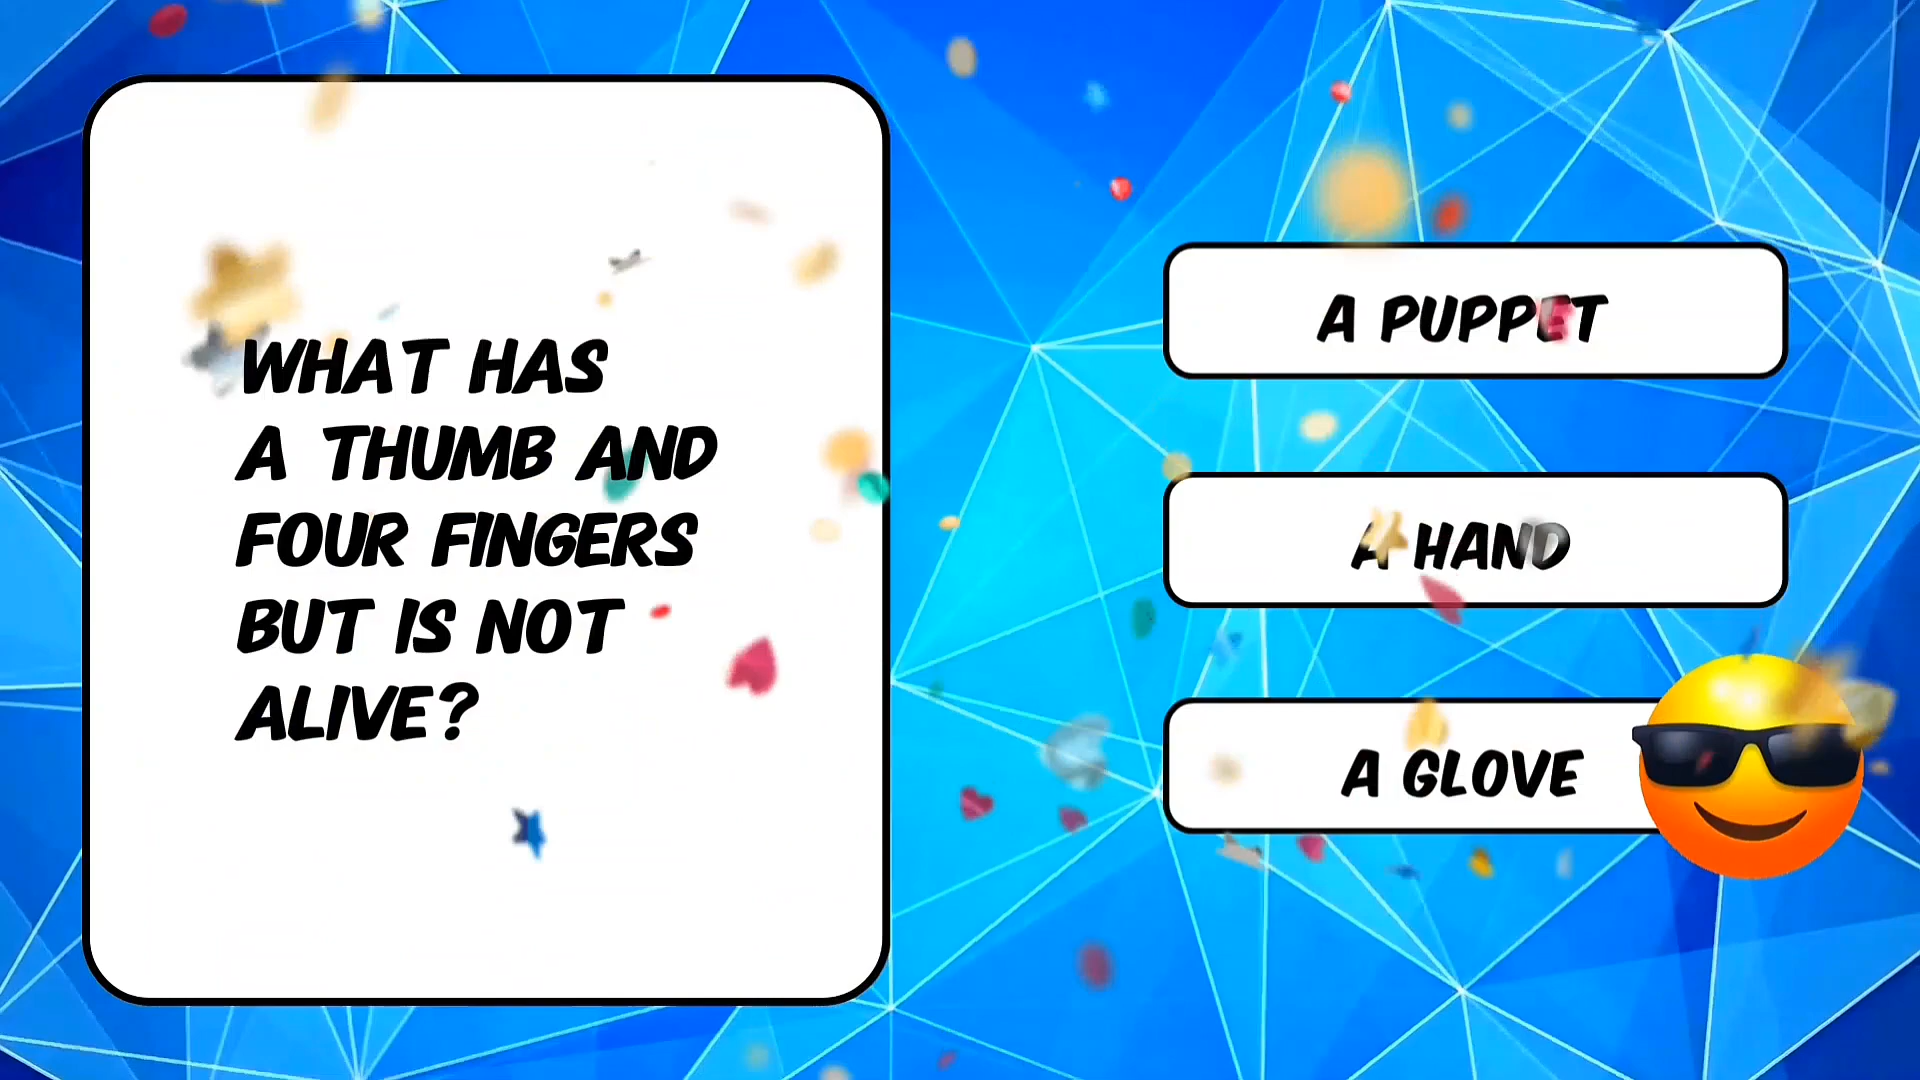 WHAT HAS
A THUMB AND
FOUR FINGERS
BUT IS NOT
ALIVE?
A PUPPET
A HAND
A GLOVE